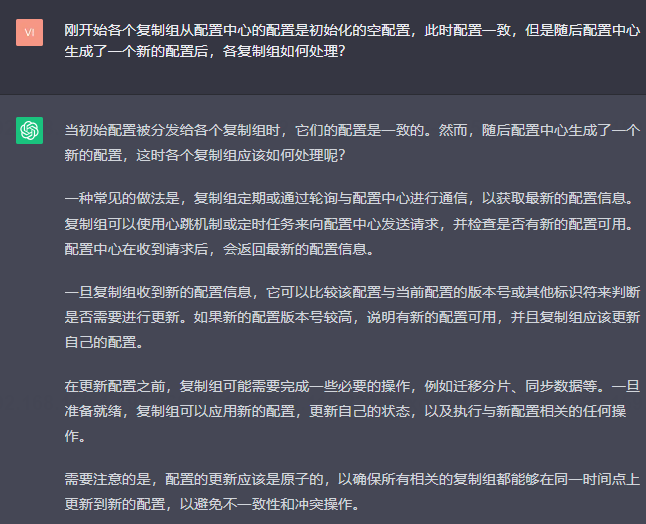 VI
刚开始各个复制组从配置中心的配置是初始化的空配置，此时配置一致，但是随后配置中心
生成了一个新的配置后，各复制组如何处理？
当初始配置被分发给各个复制组时，它们的配置是一致的。然而，随后配置中心生成了一个
新的配置，这时各个复制组应该如何处理呢？
一种常见的做法是，复制组定期或通过轮询与配置中心进行通信，以获取最新的配置信息。
复制组可以使用心跳机制或定时任务来向配置中心发送请求，并检查是否有新的配置可用。
配置中心在收到请求后，会返回最新的配置信息。
一旦复制组收到新的配置信息，它可以比较该配置与当前配置的版本号或其他标识符来判断
是否需要进行更新。如果新的配置版本号较高，说明有新的配置可用，并且复制组应该更新
自己的配置。
在更新配置之前，复制组可能需要完成一些必要的操作，例如迁移分片、同步数据等。一旦
准备就绪，复制组可以应用新的配置，更新自己的状态，以及执行与新配置相关的任何操
作。
需要注意的是，配置的更新应该是原子的，以确保所有相关的复制组都能够在同一时间点上
更新到新的配置，以避免不一致性和冲突操作。